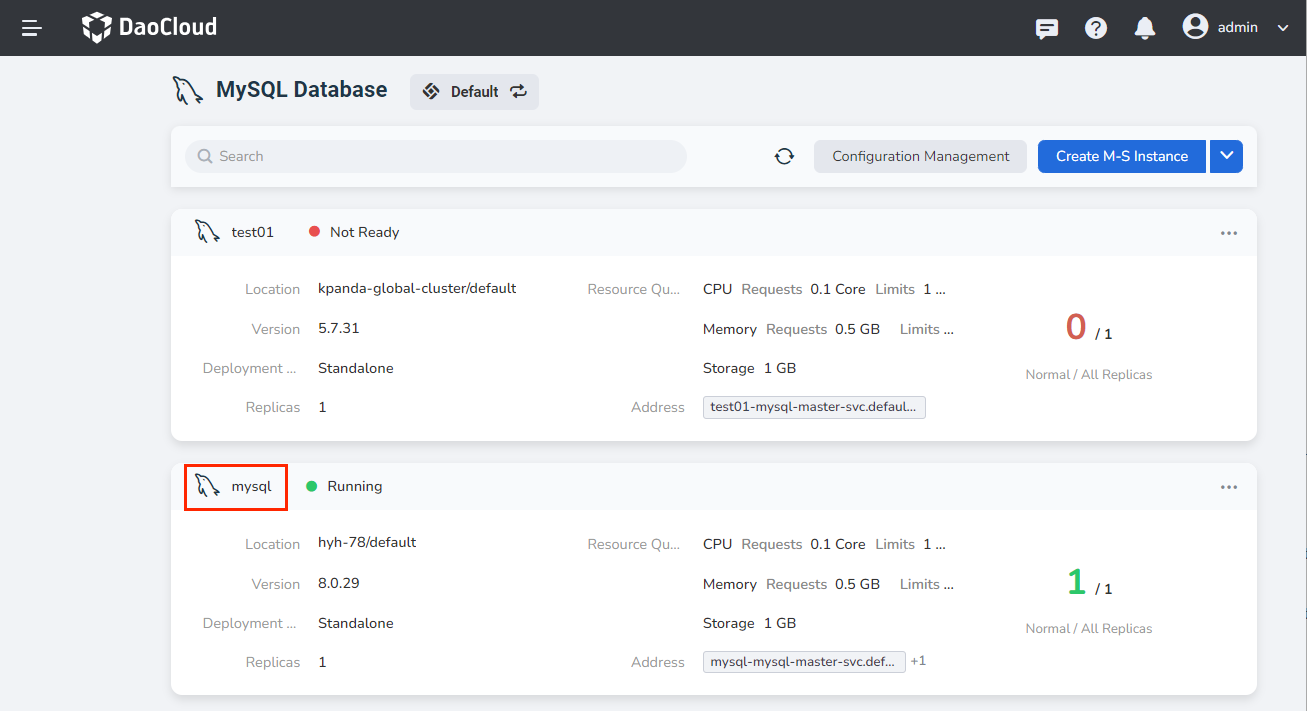 DaoCloud
admin
MySQL Database
Default
Search
Configuration Management
Create M-S Instance
test01
Not Ready
Location kpanda-global-cluster/default
Resource Qu... CPU Requests 0.1 Core Limits 1 ...
Version 5.7.31
Memory Requests 0.5 GB Limits ...
0 / 1
Deployment ... Standalone
Storage 1 GB
Normal / All Replicas
Replicas 1
Address test01-mysql-master-svc.defaul...
mysql
Running
Location hyh-78/default
Resource Qu... CPU Requests 0.1 Core Limits 1 ...
Version 8.0.29
Memory Requests 0.5 GB Limits ...
1 / 1
Deployment ... Standalone
Storage 1 GB
Normal / All Replicas
Replicas 1
Address mysql-mysql-master-svc.def... +1